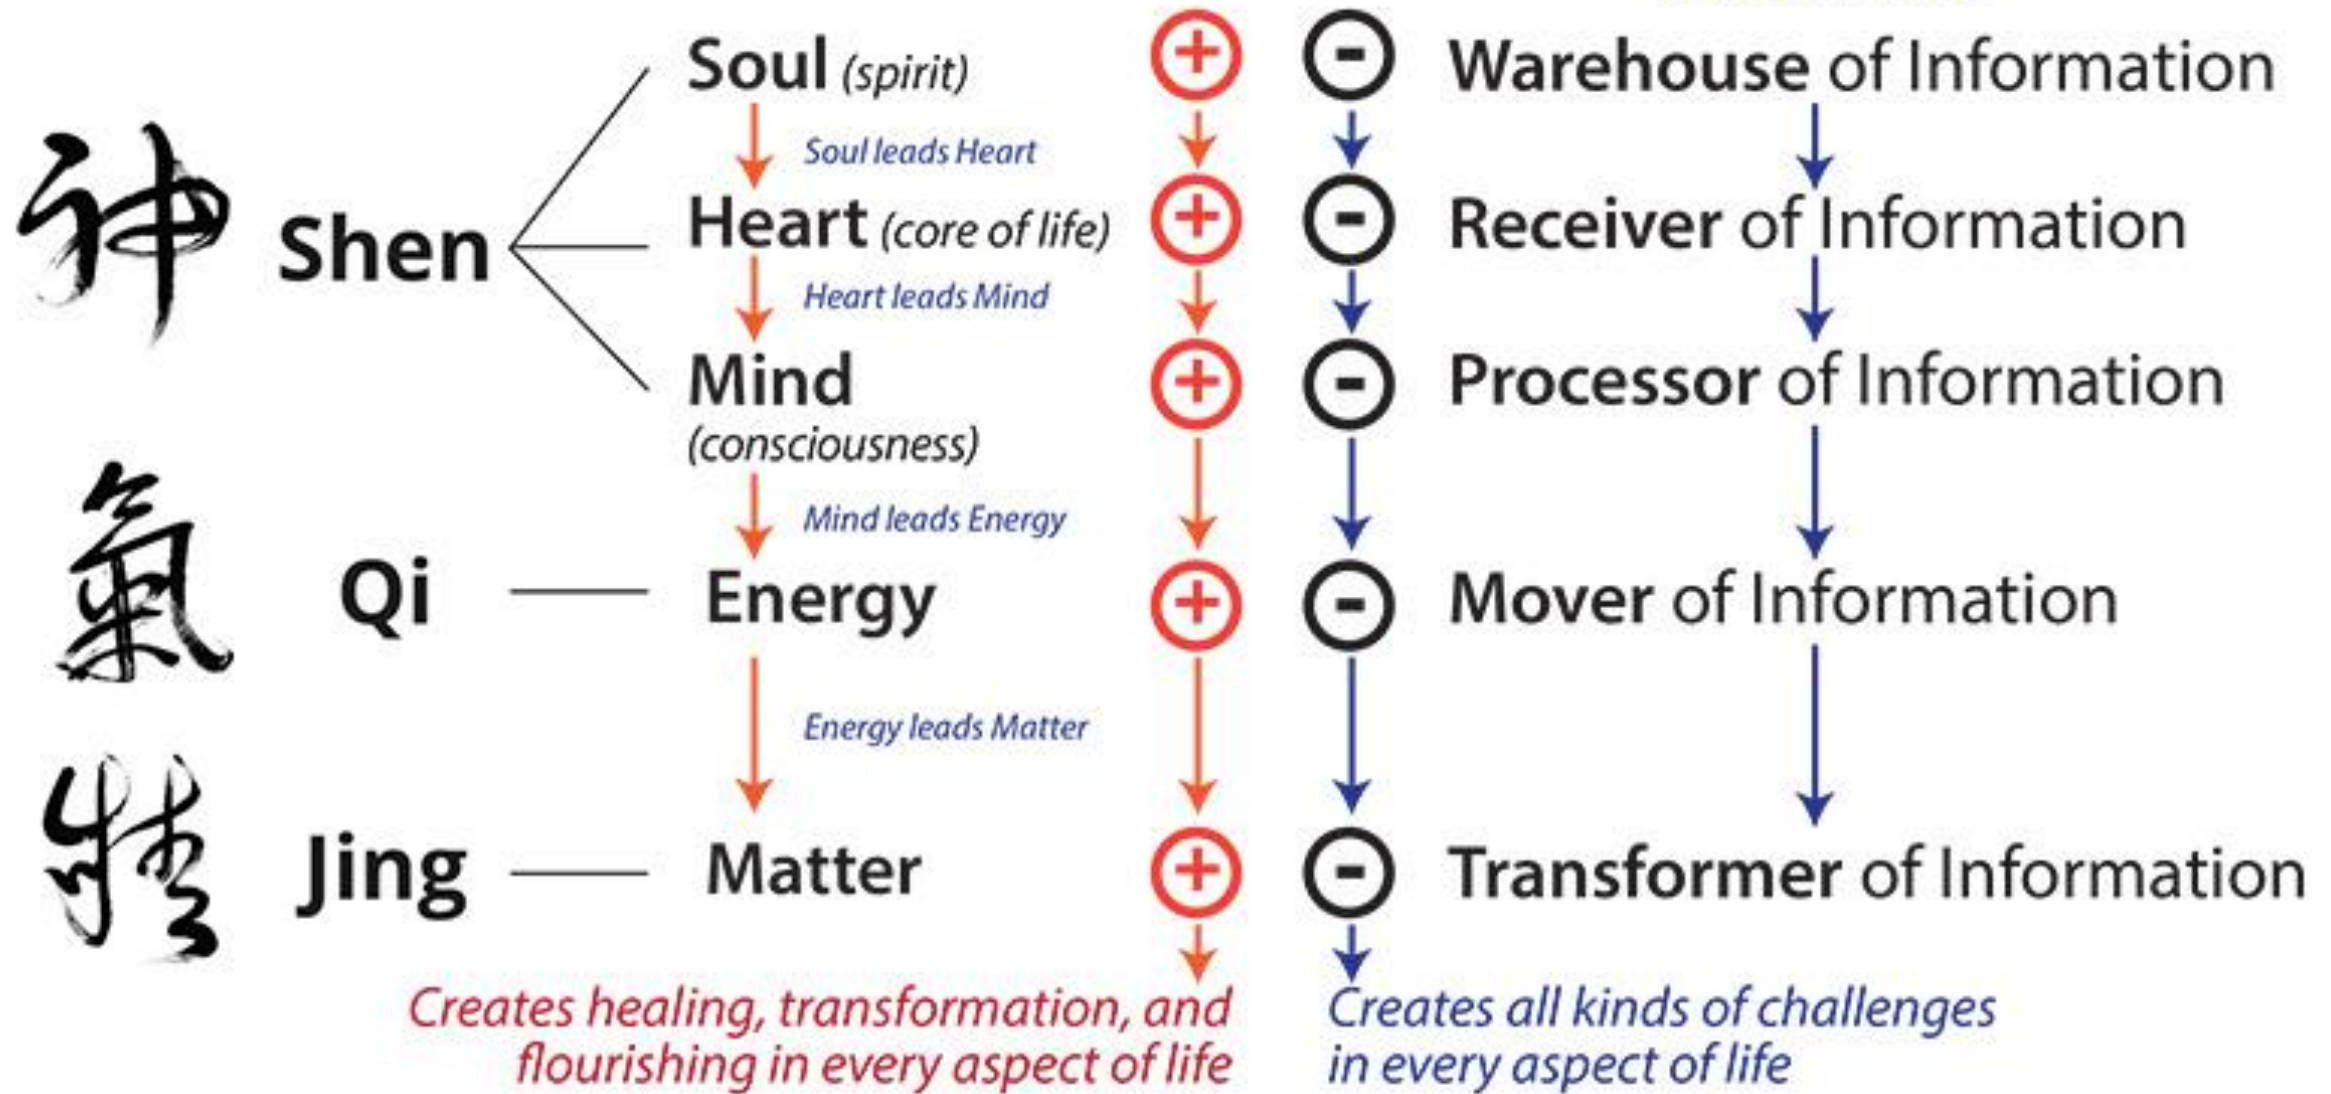 神 Shen
Soul (spirit)
Soul leads Heart
Heart (core of life)
Heart leads Mind
Mind
(consciousness)
Mind leads Energy
氣 Qi
Energy
Energy leads Matter
精 Jing
Matter
+ - Warehouse of Information
+ - Receiver of Information
+ - Processor of Information
+ - Mover of Information
+ - Transformer of Information
Creates healing, transformation, and
flourishing in every aspect of life
Creates all kinds of challenges
in every aspect of life